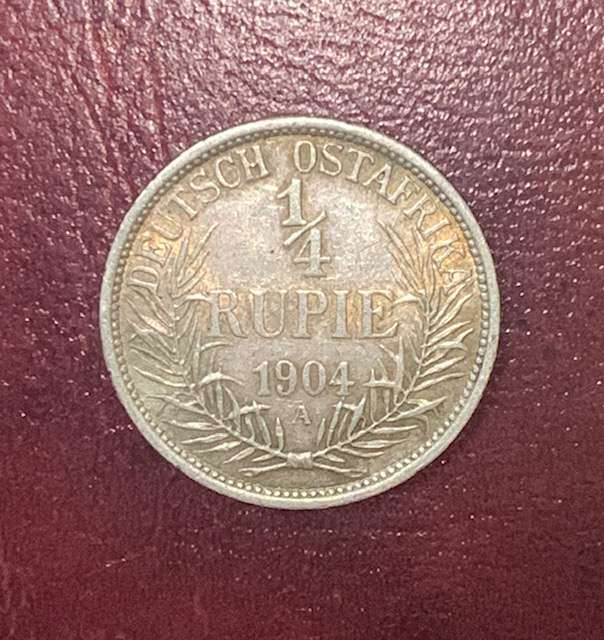 DEUTSCH OSTAFRIKA
1/4
RUPIE
1904
A